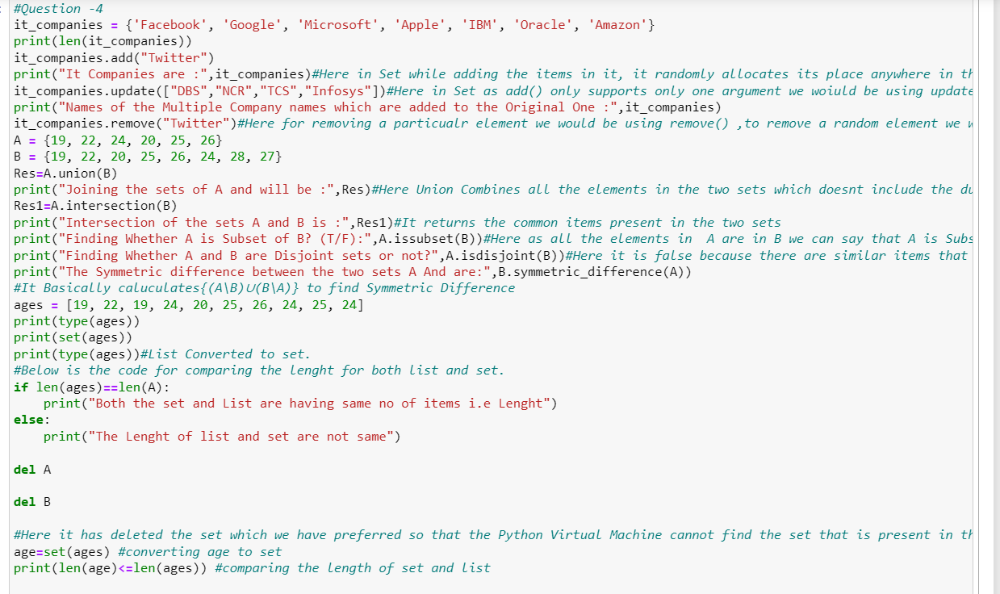 #Question -4
it_companies = {'Facebook', 'Google', 'Microsoft', 'Apple', 'IBM', 'Oracle', 'Amazon'}
print(len(it_companies))
it_companies.add("Twitter")
print("It Companies are :",it_companies)#Here in Set while adding the items in it, it randomly allocates its place anywhere in th
it_companies.update(["DBS","NCR","TCS","Infosys"])#Here in Set as add() only supports only one argument we woiuld be using update
print("Names of the Multiple Company names which are added to the Original One :",it_companies)
it_companies.remove("Twitter")#Here for removing a particualr element we would be using remove() ,to remove a random element we w
A = {19, 22, 24, 20, 25, 26}
B = {19, 22, 20, 25, 26, 24, 28, 27}
Res=A.union(B)
print("Joining the sets of A and will be :",Res)#Here Union Combines all the elements in the two sets which doesnt include the du
Res1=A.intersection(B)
print("Intersection of the sets A and B is :",Res1)#It returns the common items present in the two sets
print("Finding Whether A is Subset of B? (T/F):",A.issubset(B))#Here as all the elements in  A are in B we can say that A is Subs
print("Finding Whether A and B are Disjoint sets or not?",A.isdisjoint(B))#Here it is false because there are similar items that
print("The Symmetric difference between the two sets A And are:",B.symmetric_difference(A))
#It Basically caluculates{(A\B)∪(B\A)} to find Symmetric Difference
ages = [19, 22, 19, 24, 20, 25, 26, 24, 25, 24]
print(type(ages))
print(set(ages))
print(type(ages))#List Converted to set.
#Below is the code for comparing the lenght for both list and set.
if len(ages)==len(A):
    print("Both the set and List are having same no of items i.e Lenght")
else:
    print("The Lenght of list and set are not same")
del A
del B
#Here it has deleted the set which we have preferred so that the Python Virtual Machine cannot find the set that is present in th
age=set(ages) #converting age to set
print(len(age)<=len(ages)) #comparing the length of set and list